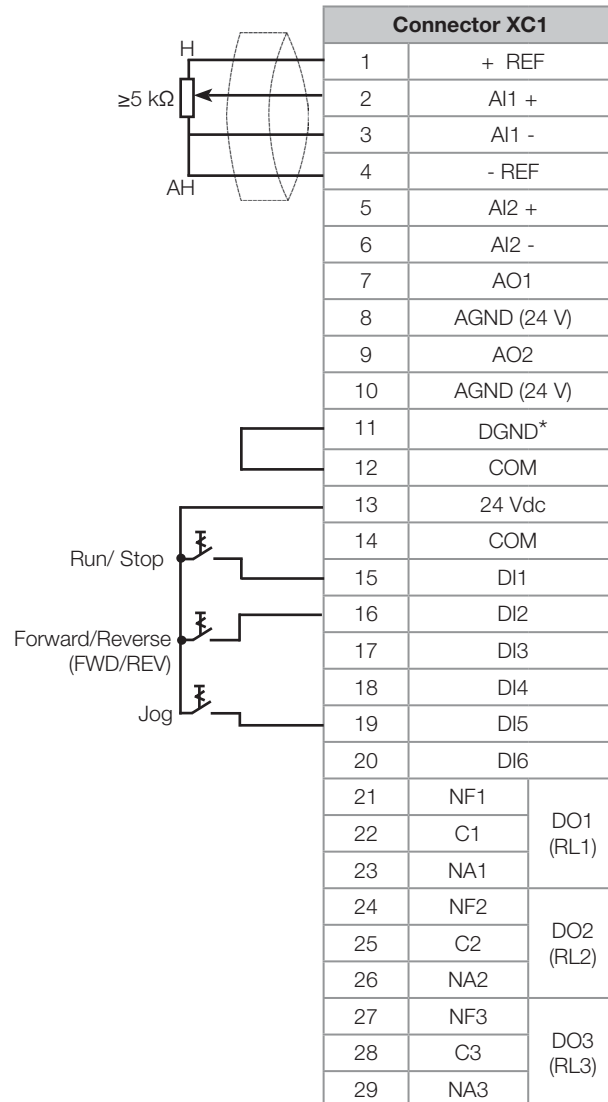 Connector XC1
H
1 + REF
≥5 kΩ 2 AI1 +
3 AI1 -
4 - REF
AH
5 AI2 +
6 AI2 -
7 AO1
8 AGND (24 V)
9 AO2
10 AGND (24 V)
11 DGND*
12 COM
13 24 Vdc
14 COM
Run/ Stop
15 DI1
16 DI2
Forward/Reverse
(FWD/REV)
17 DI3
18 DI4
Jog 19 DI5
20 DI6
21 NF1
22 C1
23 NA1
DO1
(RL1)
24 NF2
25 C2
26 NA2
DO2
(RL2)
27 NF3
28 C3
29 NA3
DO3
(RL3)